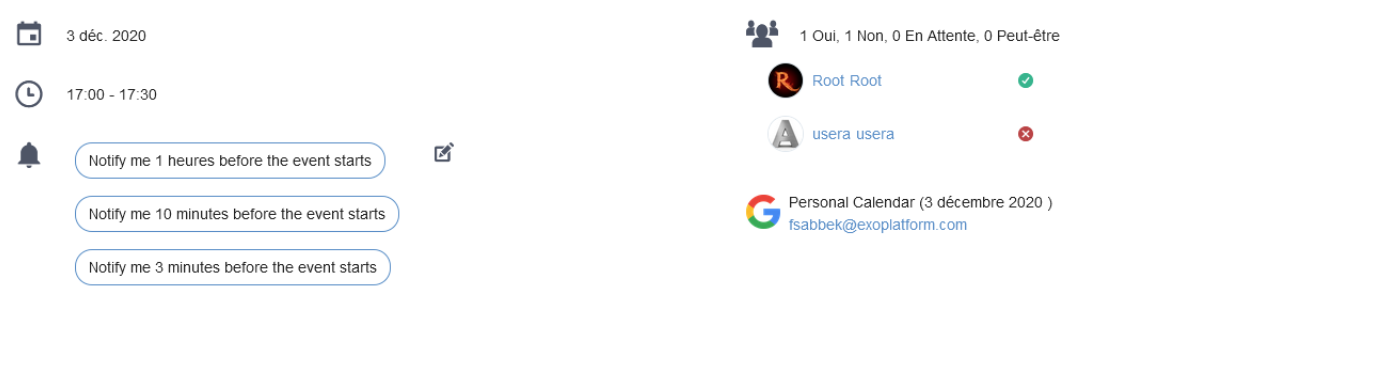 3 déc. 2020
17:00 - 17:30
Notify me 1 heures before the event starts
Notify me 10 minutes before the event starts
Notify me 3 minutes before the event starts
1 Oui, 1 Non, 0 En Attente, 0 Peut-être
Root Root
usera usera
Personal Calendar (3 décembre 2020 )
fsabbek@exoplatform.com